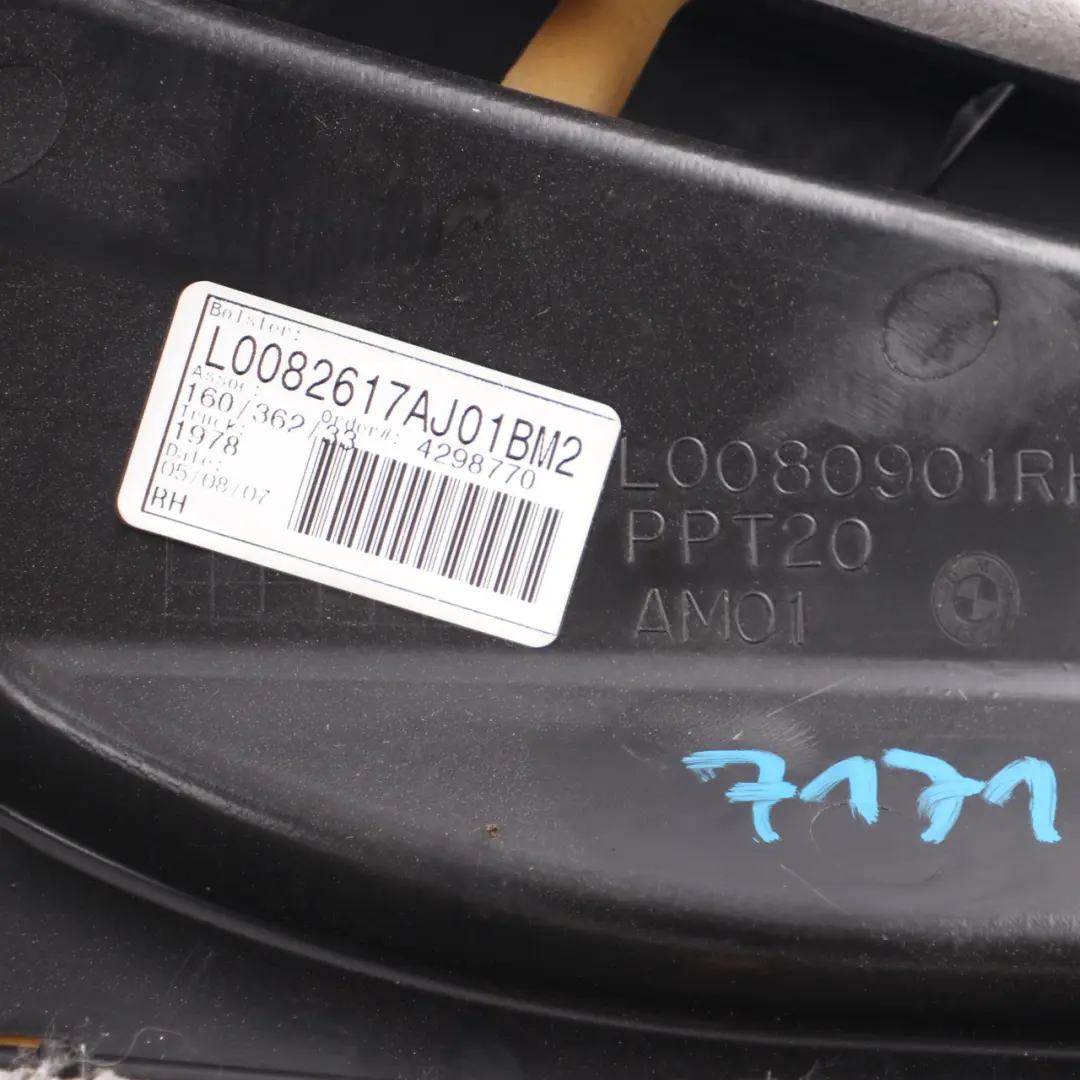 Bolster:
L0082617AJ01BM2
Assoc:
160/362/33
Order#:
4298770
Truck:
1978
Date:
05/08/07
RH
L0080901RH
PPT20
AM01
BMW
7171